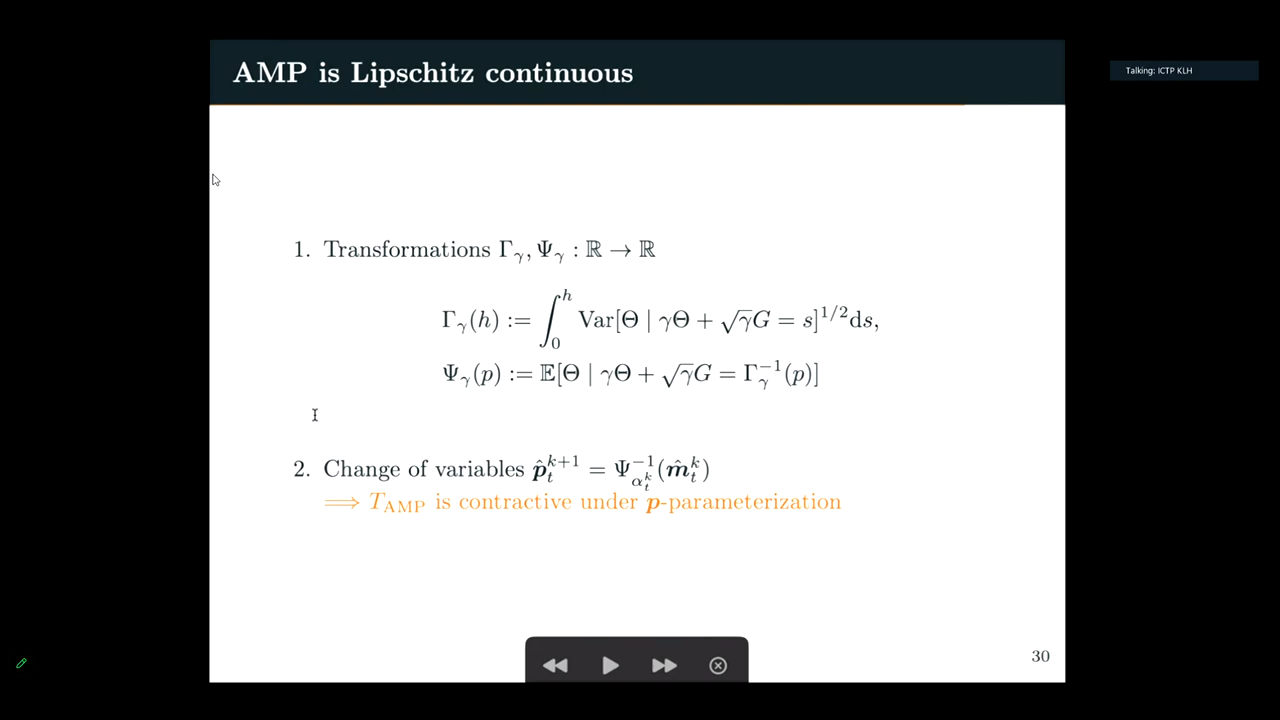 AMP is Lipschitz continuous
Talking: ICTP KLH
1. Transformations Γ_γ, Ψ_γ : ℝ → ℝ
Γ_γ(h) := ∫_0^h Var[Θ | γΘ + √γG = s]^{1/2}ds,
Ψ_γ(p) := 𝔼[Θ | γΘ + √γG = Γ_γ^{-1}(p)]
2. Change of variables p̂_t^{k+1} = Ψ_{α_t^k}^{-1}(m̂_t^k)
⟹ T_AMP is contractive under p-parameterization
30